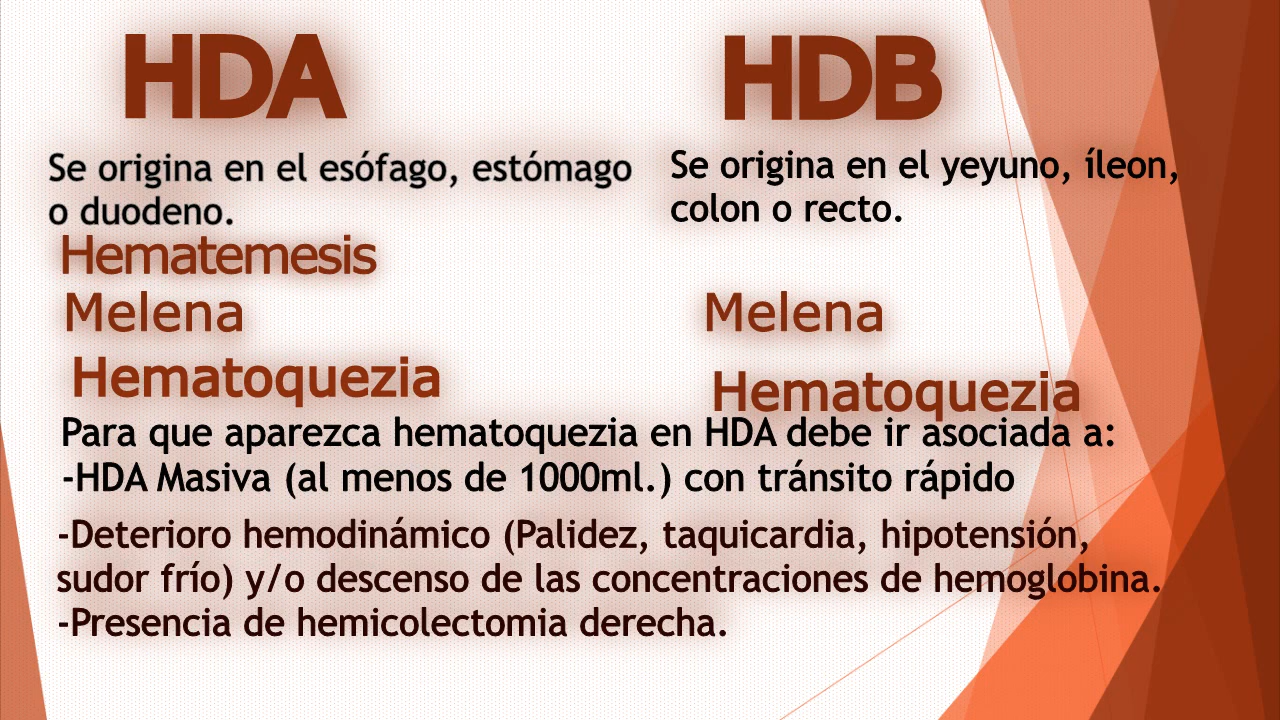 HDA
Se origina en el esófago, estómago
o duodeno.
Hematemesis
Melena
Hematoquezia
HDB
Se origina en el yeyuno, íleon,
colon o recto.
Melena
Hematoquezia
Para que aparezca hematoquezia en HDA debe ir asociada a:
-HDA Masiva (al menos de 1000ml.) con tránsito rápido
-Deterioro hemodinámico (Palidez, taquicardia, hipotensión,
sudor frío) y/o descenso de las concentraciones de hemoglobina.
-Presencia de hemicolectomia derecha.